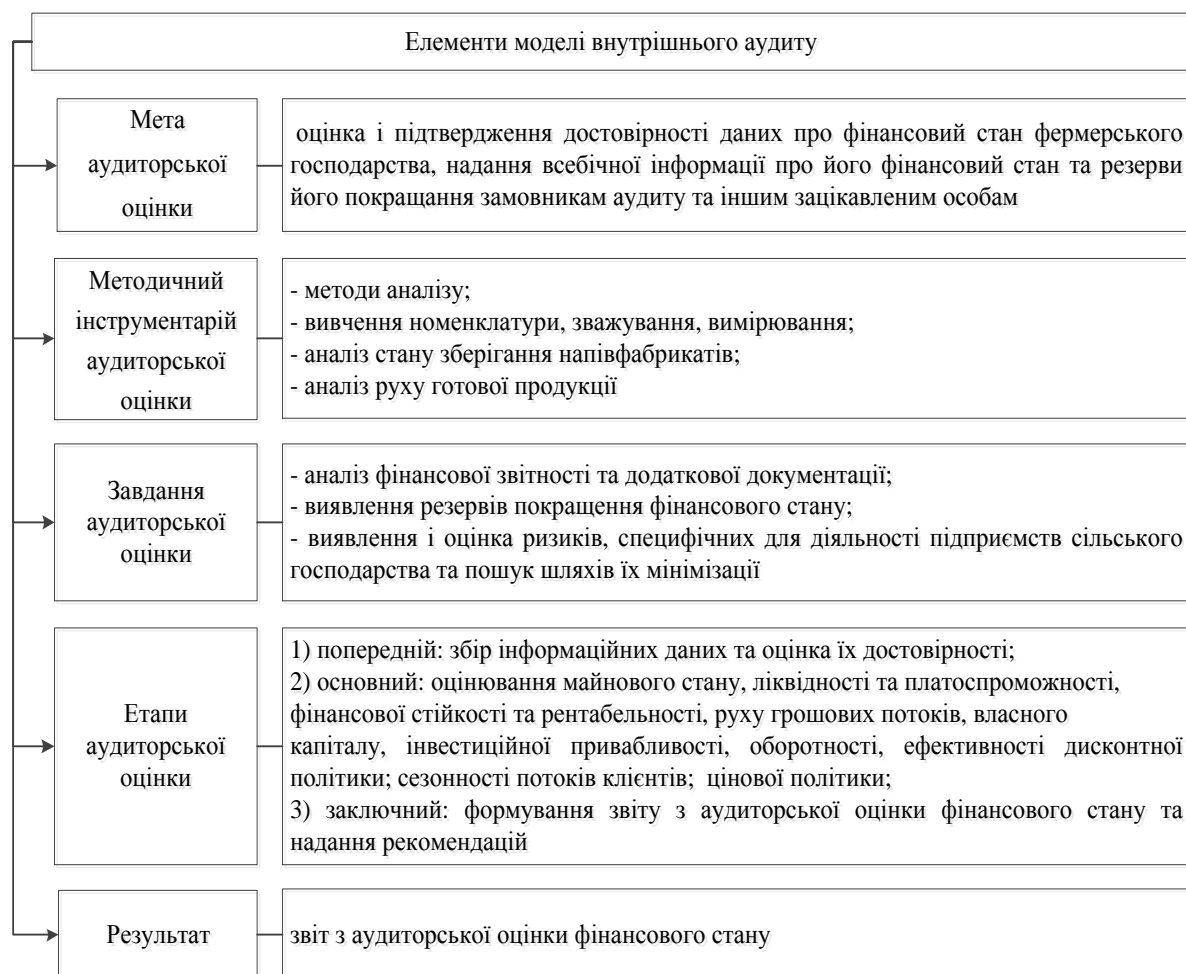 Елементи моделі внутрішнього аудиту
Мета
аудиторської
оцінки
оцінка і підтвердження достовірності даних про фінансовий стан фермерського
господарства, надання всебічної інформації про його фінансовий стан та резерви
його покращання замовникам аудиту та іншим зацікавленим особам
Методичний
інструментарій
аудиторської
оцінки
- методи аналізу;
- вивчення номенклатури, зважування, вимірювання;
- аналіз стану зберігання напівфабрикатів;
- аналіз руху готової продукції
Завдання
аудиторської
оцінки
- аналіз фінансової звітності та додаткової документації;
- виявлення резервів покращення фінансового стану;
- виявлення і оцінка ризиків, специфічних для діяльності підприємств сільського
господарства та пошук шляхів їх мінімізації
Етапи
аудиторської
оцінки
1) попередній: збір інформаційних даних та оцінка їх достовірності;
2) основний: оцінювання майнового стану, ліквідності та платоспроможності,
фінансової стійкості та рентабельності, руху грошових потоків, власного
капіталу, інвестиційної привабливості, оборотності, ефективності дисконтної
політики; сезонності потоків клієнтів; цінової політики;
3) заключний: формування звіту з аудиторської оцінки фінансового стану та
надання рекомендацій
Результат
звіт з аудиторської оцінки фінансового стану